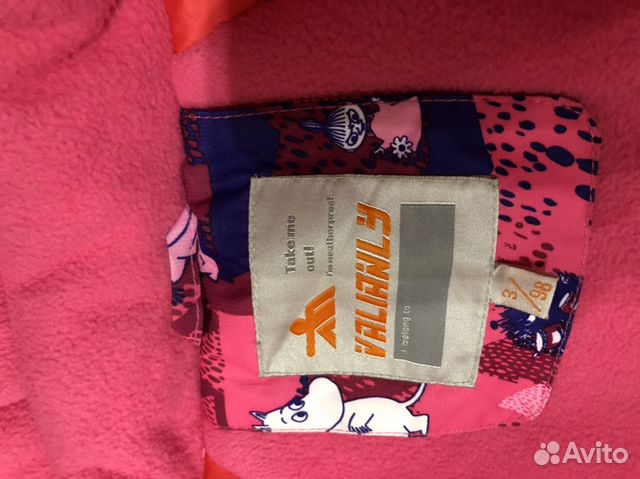 Take me
out!
I'm weatherproof.
VALIANLY
I belong to
3/98
Avito